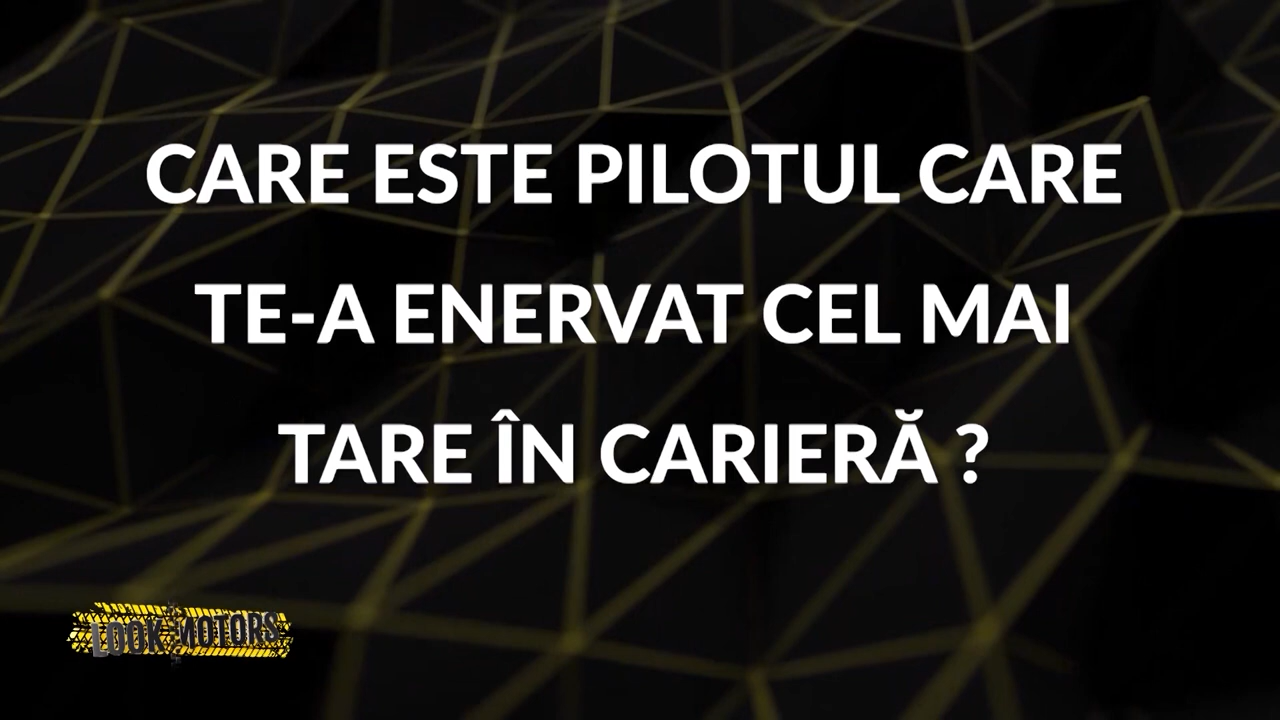 CARE ESTE PILOTUL CARE
TE-A ENERVAT CEL MAI
TARE ÎN CARIERĂ ?
LOOK MOTORS